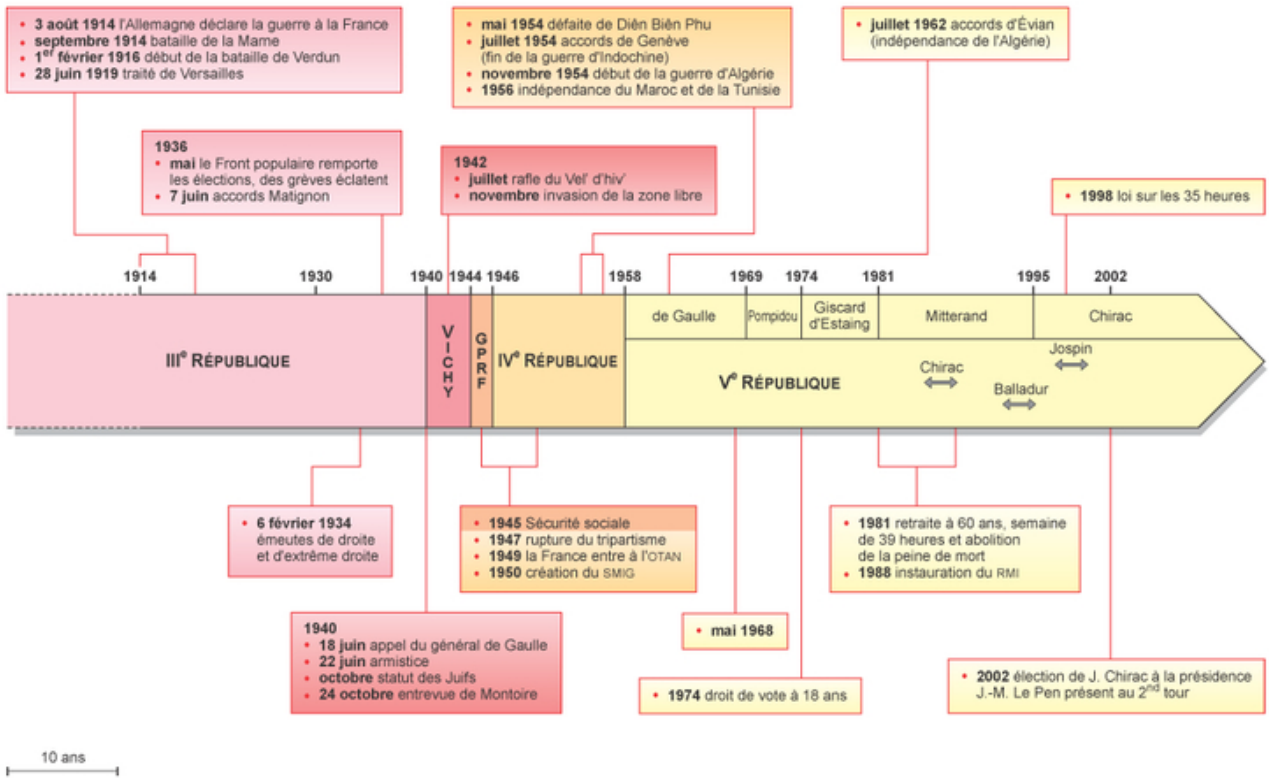 • 3 août 1914 l'Allemagne déclare la guerre à la France
• septembre 1914 bataille de la Marne
• 1er février 1916 début de la bataille de Verdun
• 28 juin 1919 traité de Versailles
• mai 1954 défaite de Diên Biên Phu
• juillet 1954 accords de Genève
(fin de la guerre d'Indochine)
• novembre 1954 début de la guerre d'Algérie
• 1956 indépendance du Maroc et de la Tunisie
• juillet 1962 accords d'Évian
(indépendance de l'Algérie)
1936
• mai le Front populaire remporte
les élections, des grèves éclatent
• 7 juin accords Matignon
1942
• juillet rafle du Vel' d'hiv'
• novembre invasion de la zone libre
• 1998 loi sur les 35 heures
1914 1930 1940 1944 1946 1958 1969 1974 1981 1995 2002
IIIe RÉPUBLIQUE
VICHY
GPRF
IVe RÉPUBLIQUE
de Gaulle
Pompidou
Giscard
d'Estaing
Mitterand
Chirac
Ve RÉPUBLIQUE
Chirac
Balladur
Jospin
• 6 février 1934
émeutes de droite
et d'extrême droite
• 1945 Sécurité sociale
• 1947 rupture du tripartisme
• 1949 la France entre à l'OTAN
• 1950 création du SMIG
• 1981 retraite à 60 ans, semaine
de 39 heures et abolition
de la peine de mort
• 1988 instauration du RMI
1940
• 18 juin appel du général de Gaulle
• 22 juin armistice
• octobre statut des Juifs
• 24 octobre entrevue de Montoire
• mai 1968
• 1974 droit de vote à 18 ans
• 2002 élection de J. Chirac à la présidence
J.-M. Le Pen présent au 2nd tour
10 ans